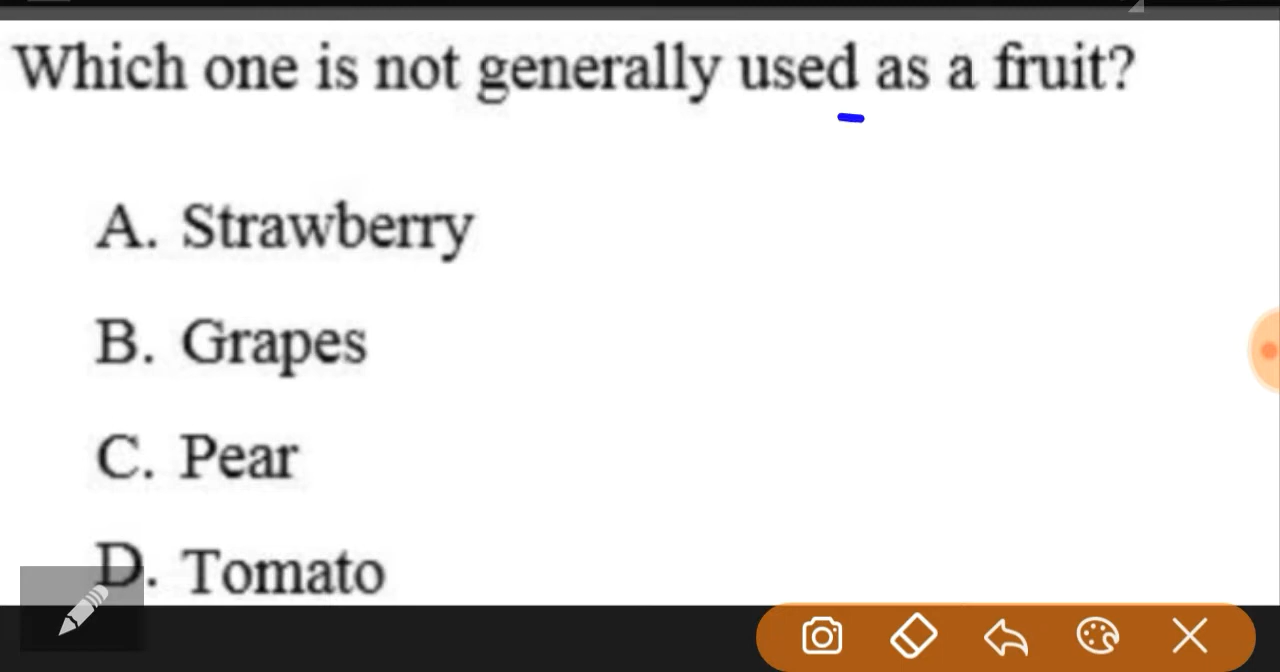 Which one is not generally used as a fruit?
A. Strawberry
B. Grapes
C. Pear
D. Tomato